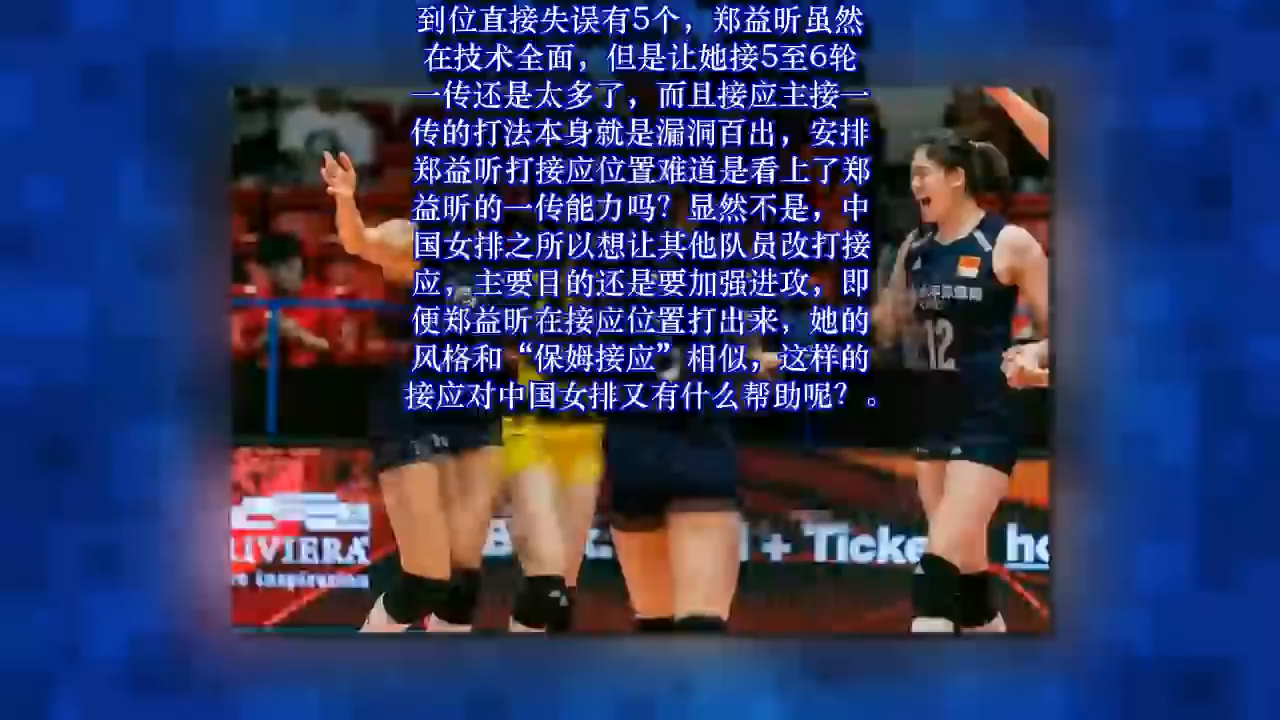 到位直接失误有5个，郑益昕虽然
在技术全面，但是让她接5至6轮
一传还是太多了，而且接应主接一
传的打法本身就是漏洞百出，安排
郑益昕打接应位置难道是看上了郑
益昕的一传能力吗？显然不是，中
国女排之所以想让其他队员改打接
应，主要目的还是要加强进攻，即
便郑益昕在接应位置打出来，她的
风格和“保姆接应”相似，这样的
接应对中国女排又有什么帮助呢？。
12
RIVIERA
+ Ticke